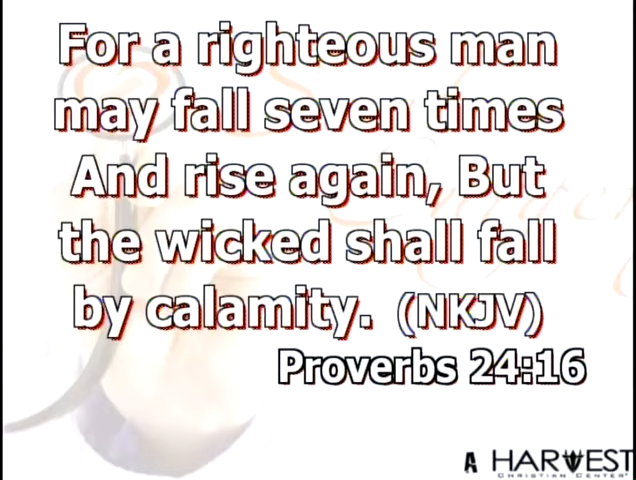 For a righteous man
may fall seven times
And rise again, But
the wicked shall fall
by calamity. (NKJV)
Proverbs 24:16
A HARVEST
CHRISTIAN CENTER